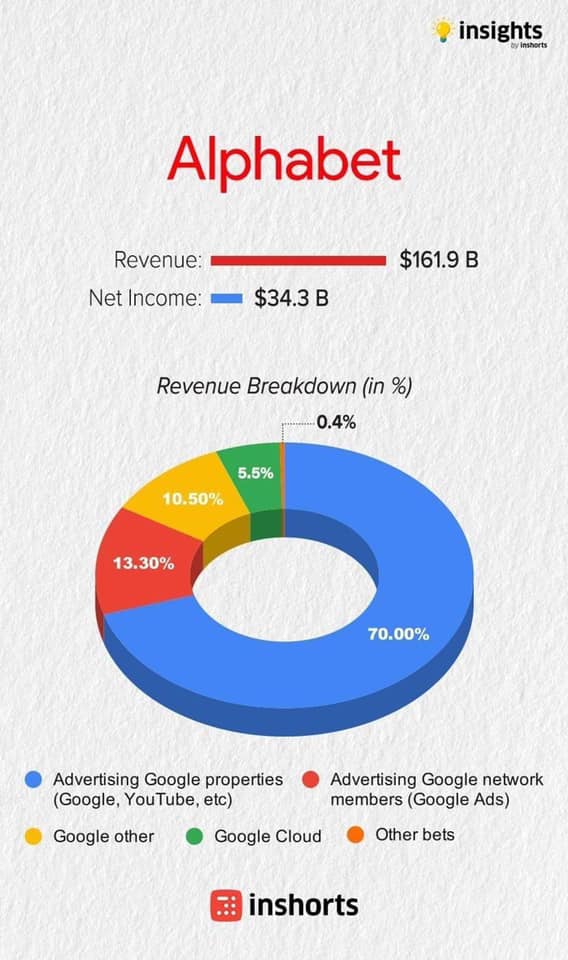 insights
by inshorts
Alphabet
Revenue: $161.9 B
Net Income: $34.3 B
Revenue Breakdown (in %)
0.4%
5.5%
10.50%
13.30%
70.00%
Advertising Google properties
(Google, YouTube, etc)
Advertising Google network
members (Google Ads)
Google other
Google Cloud
Other bets
inshorts